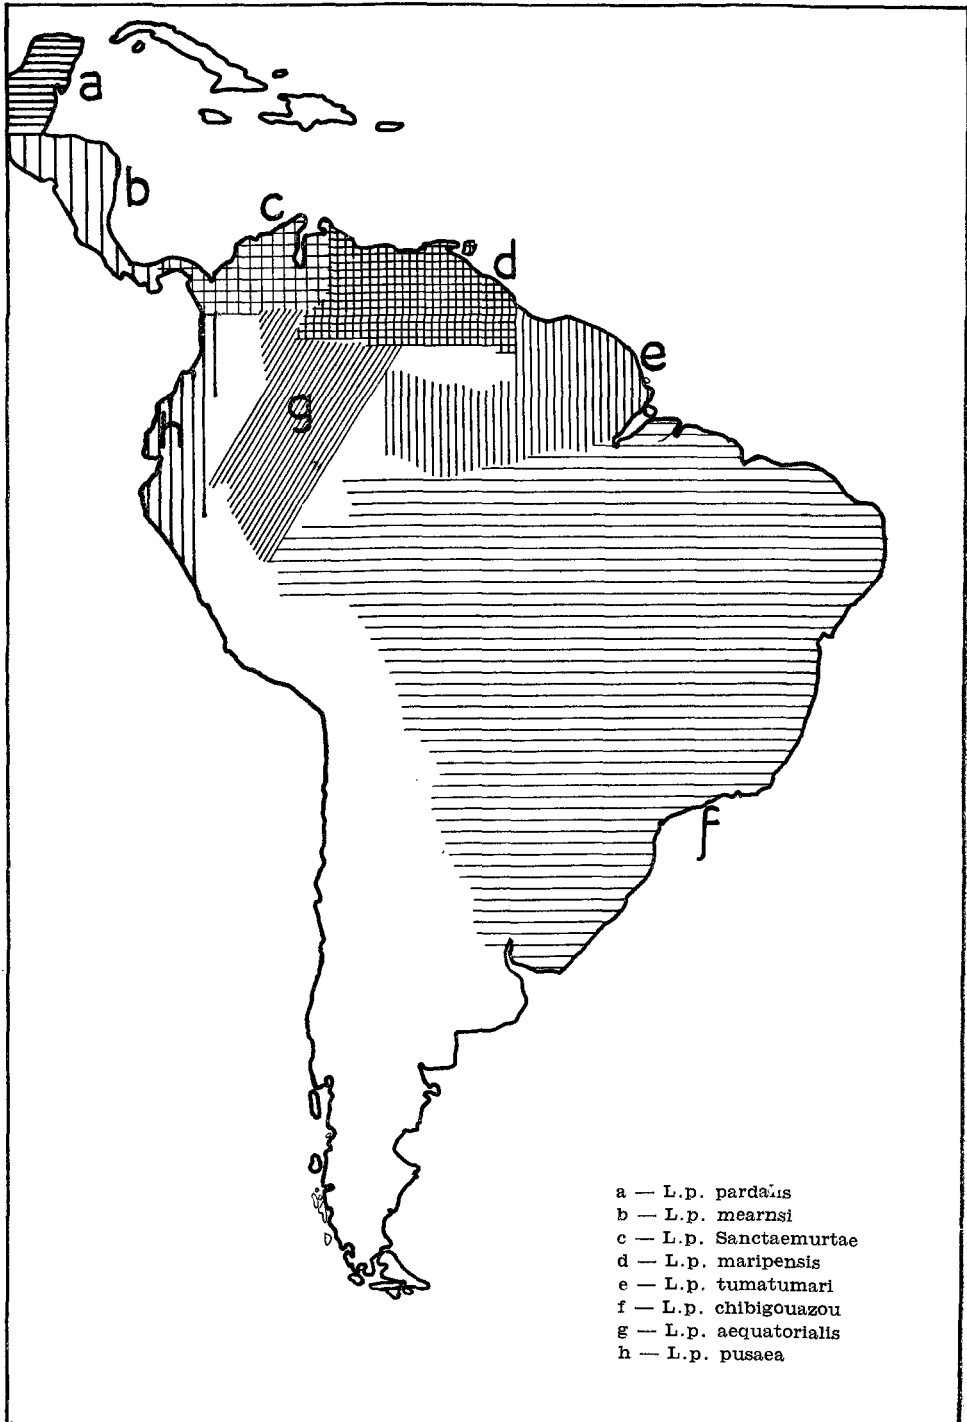 a
b
c
d
e
g
h
f
a — L.p. pardalis
b — L.p. mearnsi
c — L.p. Sanctaemurtae
d — L.p. maripensis
e — L.p. tumatumari
f — L.p. chibigouazou
g — L.p. aequatorialis
h — L.p. pusaea